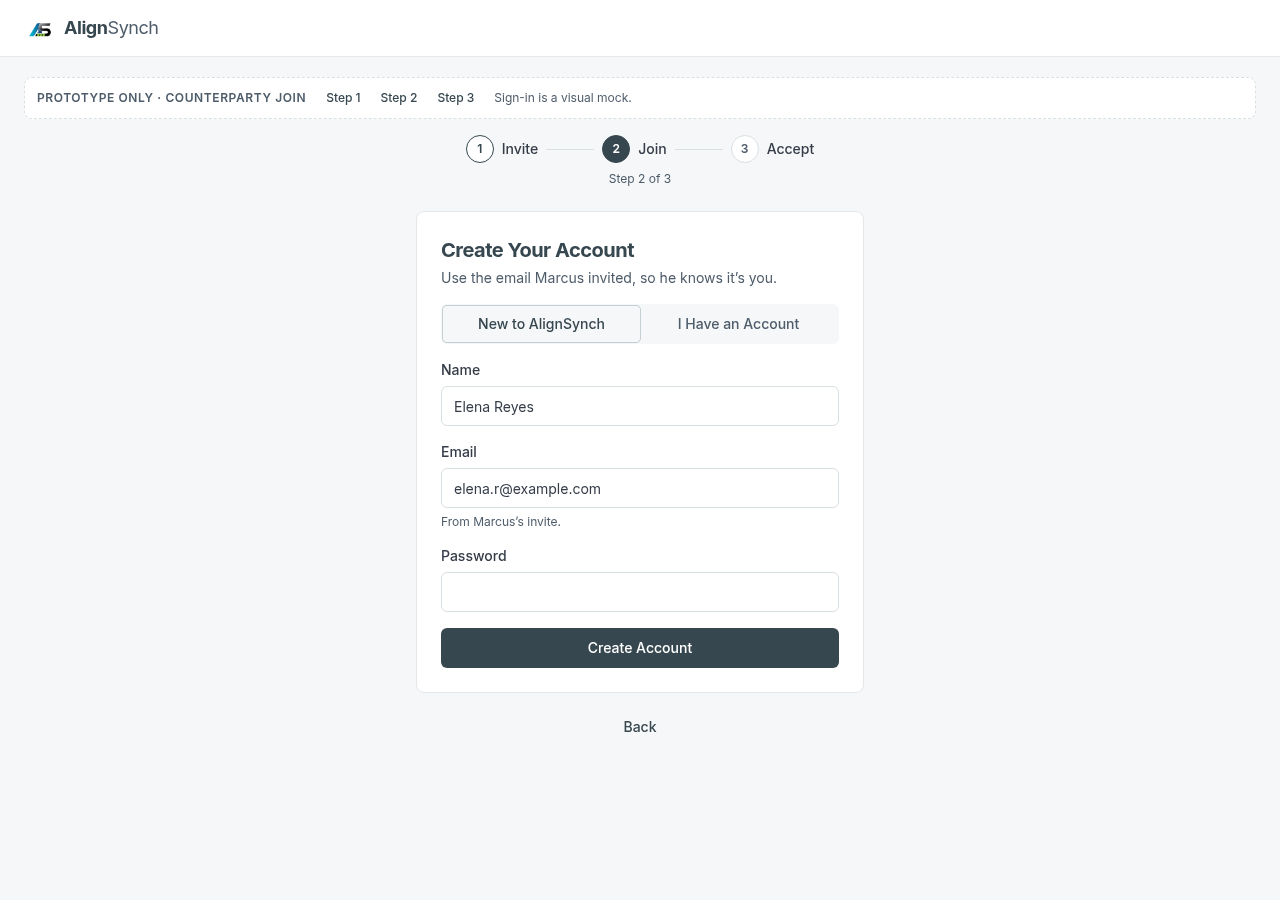 AlignSynch
PROTOTYPE ONLY · COUNTERPARTY JOIN Step 1 Step 2 Step 3 Sign-in is a visual mock.
1 Invite 2 Join 3 Accept
Step 2 of 3
Create Your Account
Use the email Marcus invited, so he knows it’s you.
New to AlignSynch I Have an Account
Name
Elena Reyes
Email
elena.r@example.com
From Marcus’s invite.
Password
Create Account
Back